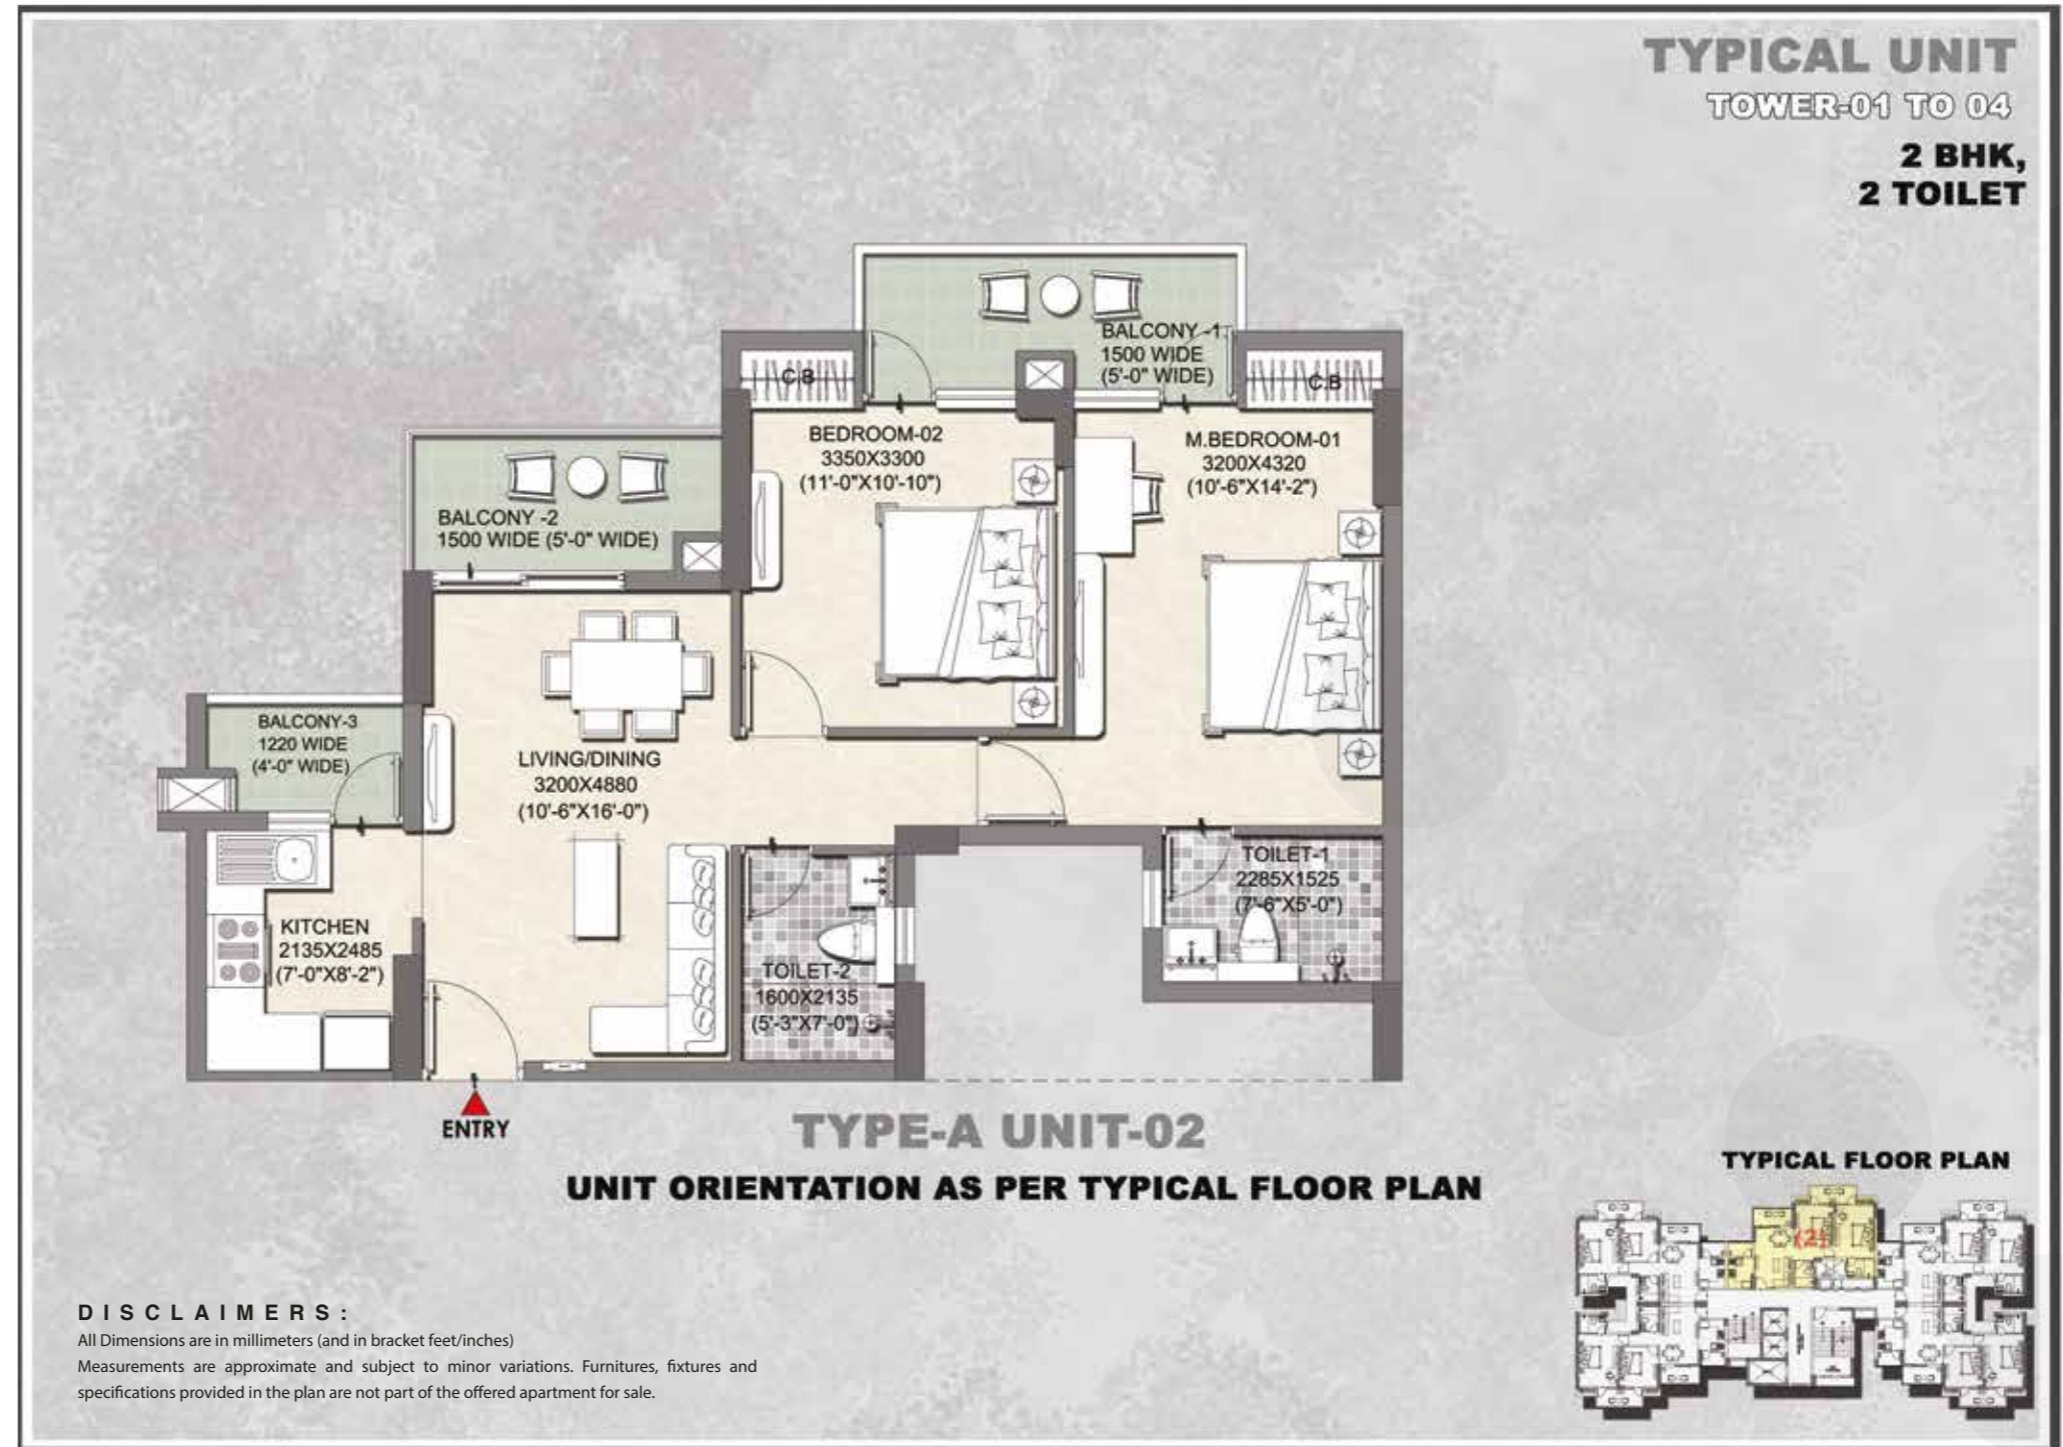 TYPICAL UNIT
TOWER-01 TO 04
2 BHK,
2 TOILET
BALCONY -1
1500 WIDE
(5'-0" WIDE)
C.B
C.B
BEDROOM-02
3350X3300
(11'-0"X10'-10")
M.BEDROOM-01
3200X4320
(10'-6"X14'-2")
BALCONY -2
1500 WIDE (5'-0" WIDE)
BALCONY-3
1220 WIDE
(4'-0" WIDE)
LIVING/DINING
3200X4880
(10'-6"X16'-0")
KITCHEN
2135X2485
(7'-0"X8'-2")
TOILET-2
1600X2135
(5'-3"X7'-0")
TOILET-1
2285X1525
(7'-6"X5'-0")
ENTRY
TYPE-A UNIT-02
UNIT ORIENTATION AS PER TYPICAL FLOOR PLAN
TYPICAL FLOOR PLAN
(2)
DISCLAIMERS:
All Dimensions are in millimeters (and in bracket feet/inches)
Measurements are approximate and subject to minor variations. Furnitures, fixtures and
specifications provided in the plan are not part of the offered apartment for sale.